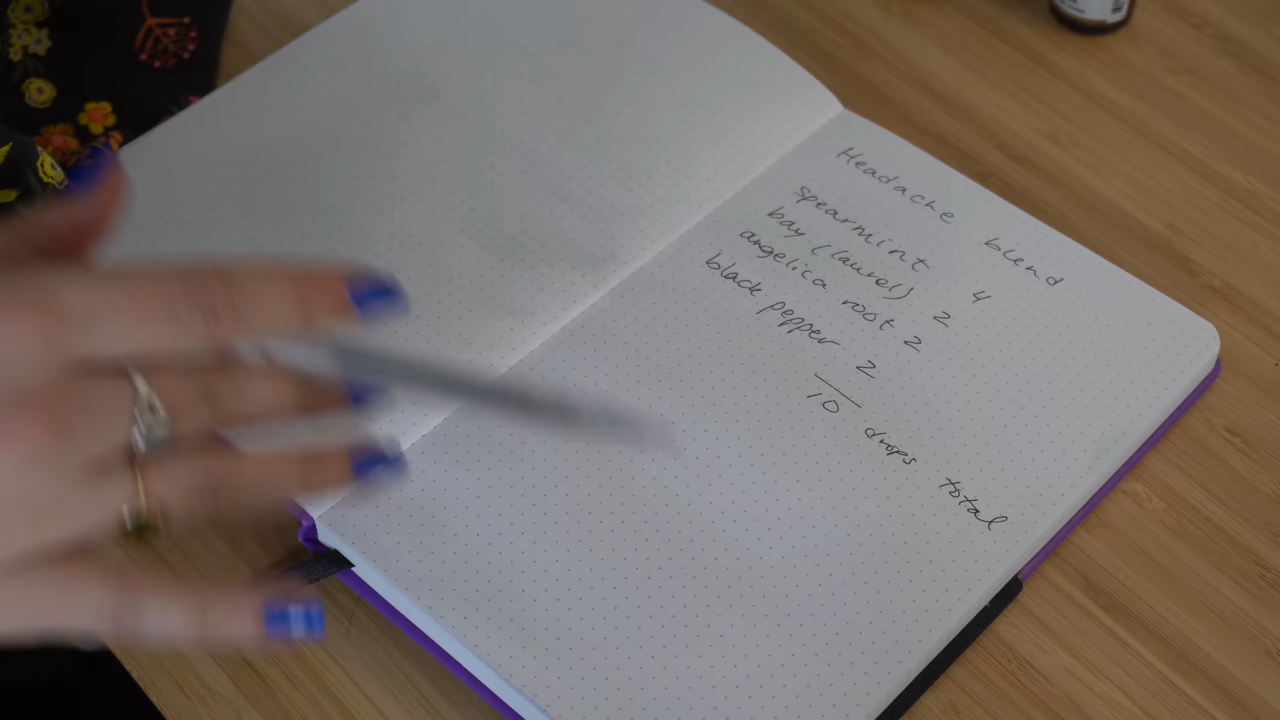 Headache blend
spearmint 4
bay (laurel) 2
angelica root 2
black pepper 2
10 drops total